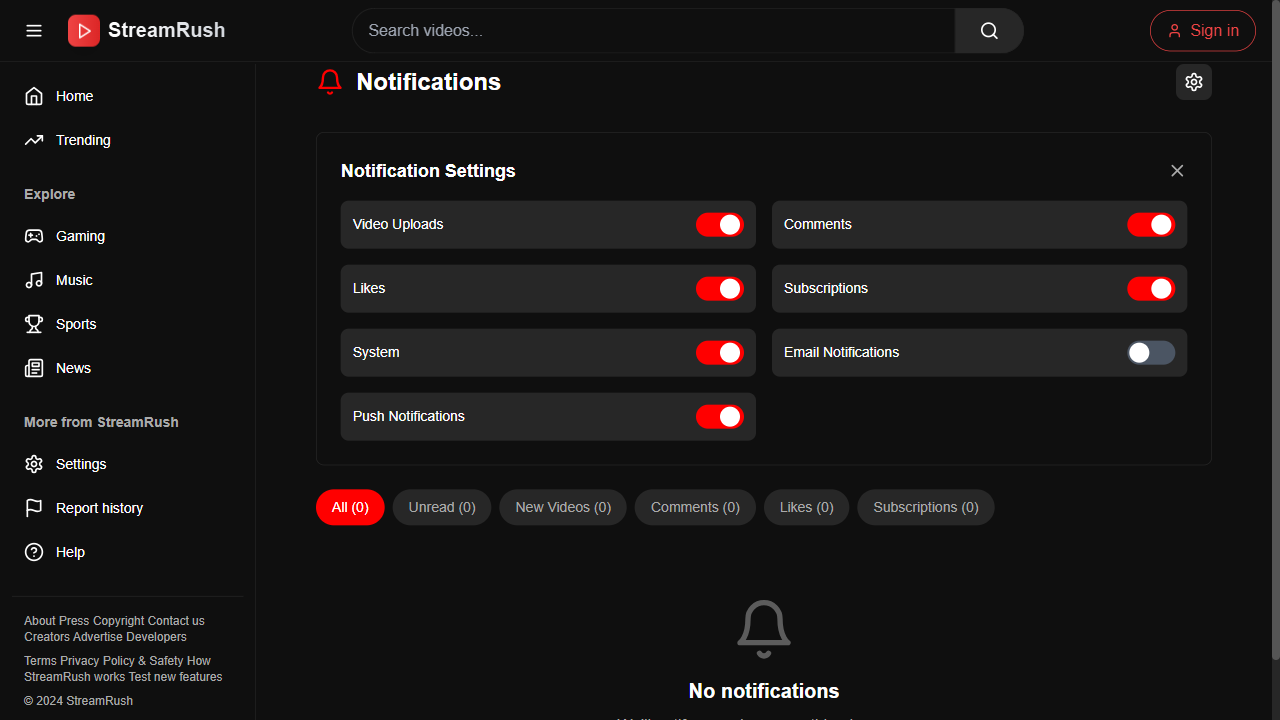 StreamRush
Search videos...
Sign in
Home
Trending
Explore
Gaming
Music
Sports
News
More from StreamRush
Settings
Report history
Help
About Press Copyright Contact us
Creators Advertise Developers
Terms Privacy Policy & Safety How
StreamRush works Test new features
© 2024 StreamRush
Notifications
Notification Settings
Video Uploads
Comments
Likes
Subscriptions
System
Email Notifications
Push Notifications
All (0)
Unread (0)
New Videos (0)
Comments (0)
Likes (0)
Subscriptions (0)
No notifications